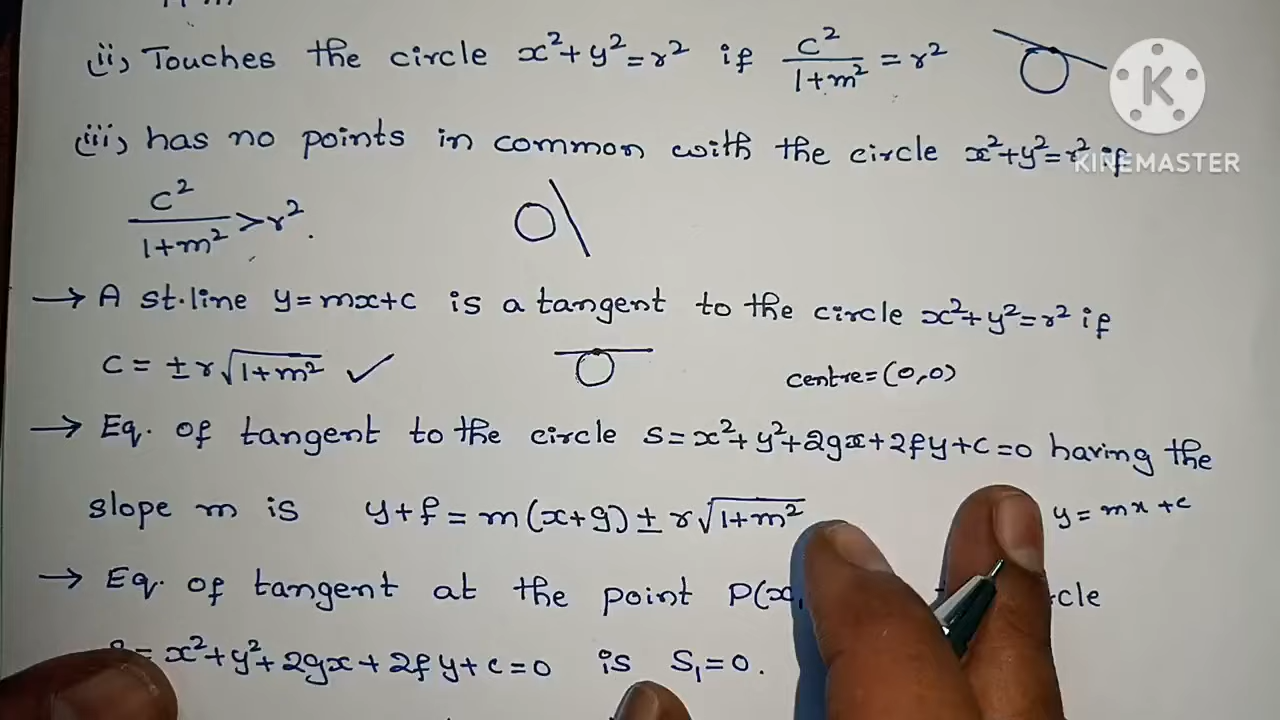 (ii) Touches the circle x²+y²=r² if c²/1+m² = r²
(iii) has no points in common with the circle x²+y²=r² if
c²/1+m² > r².
→ A st.line y=mx+c is a tangent to the circle x²+y²=r² if
c = ±r√1+m² ✓
centre=(0,0)
→ Eq. of tangent to the circle S=x²+y²+2gx+2fy+c=0 having the
slope m is y+f = m(x+g) ± r√1+m²
y=mx+c
→ Eq. of tangent at the point P(x₁
x²+y²+2gx+2fy+c=0 is S₁=0.
K
KINEMASTER